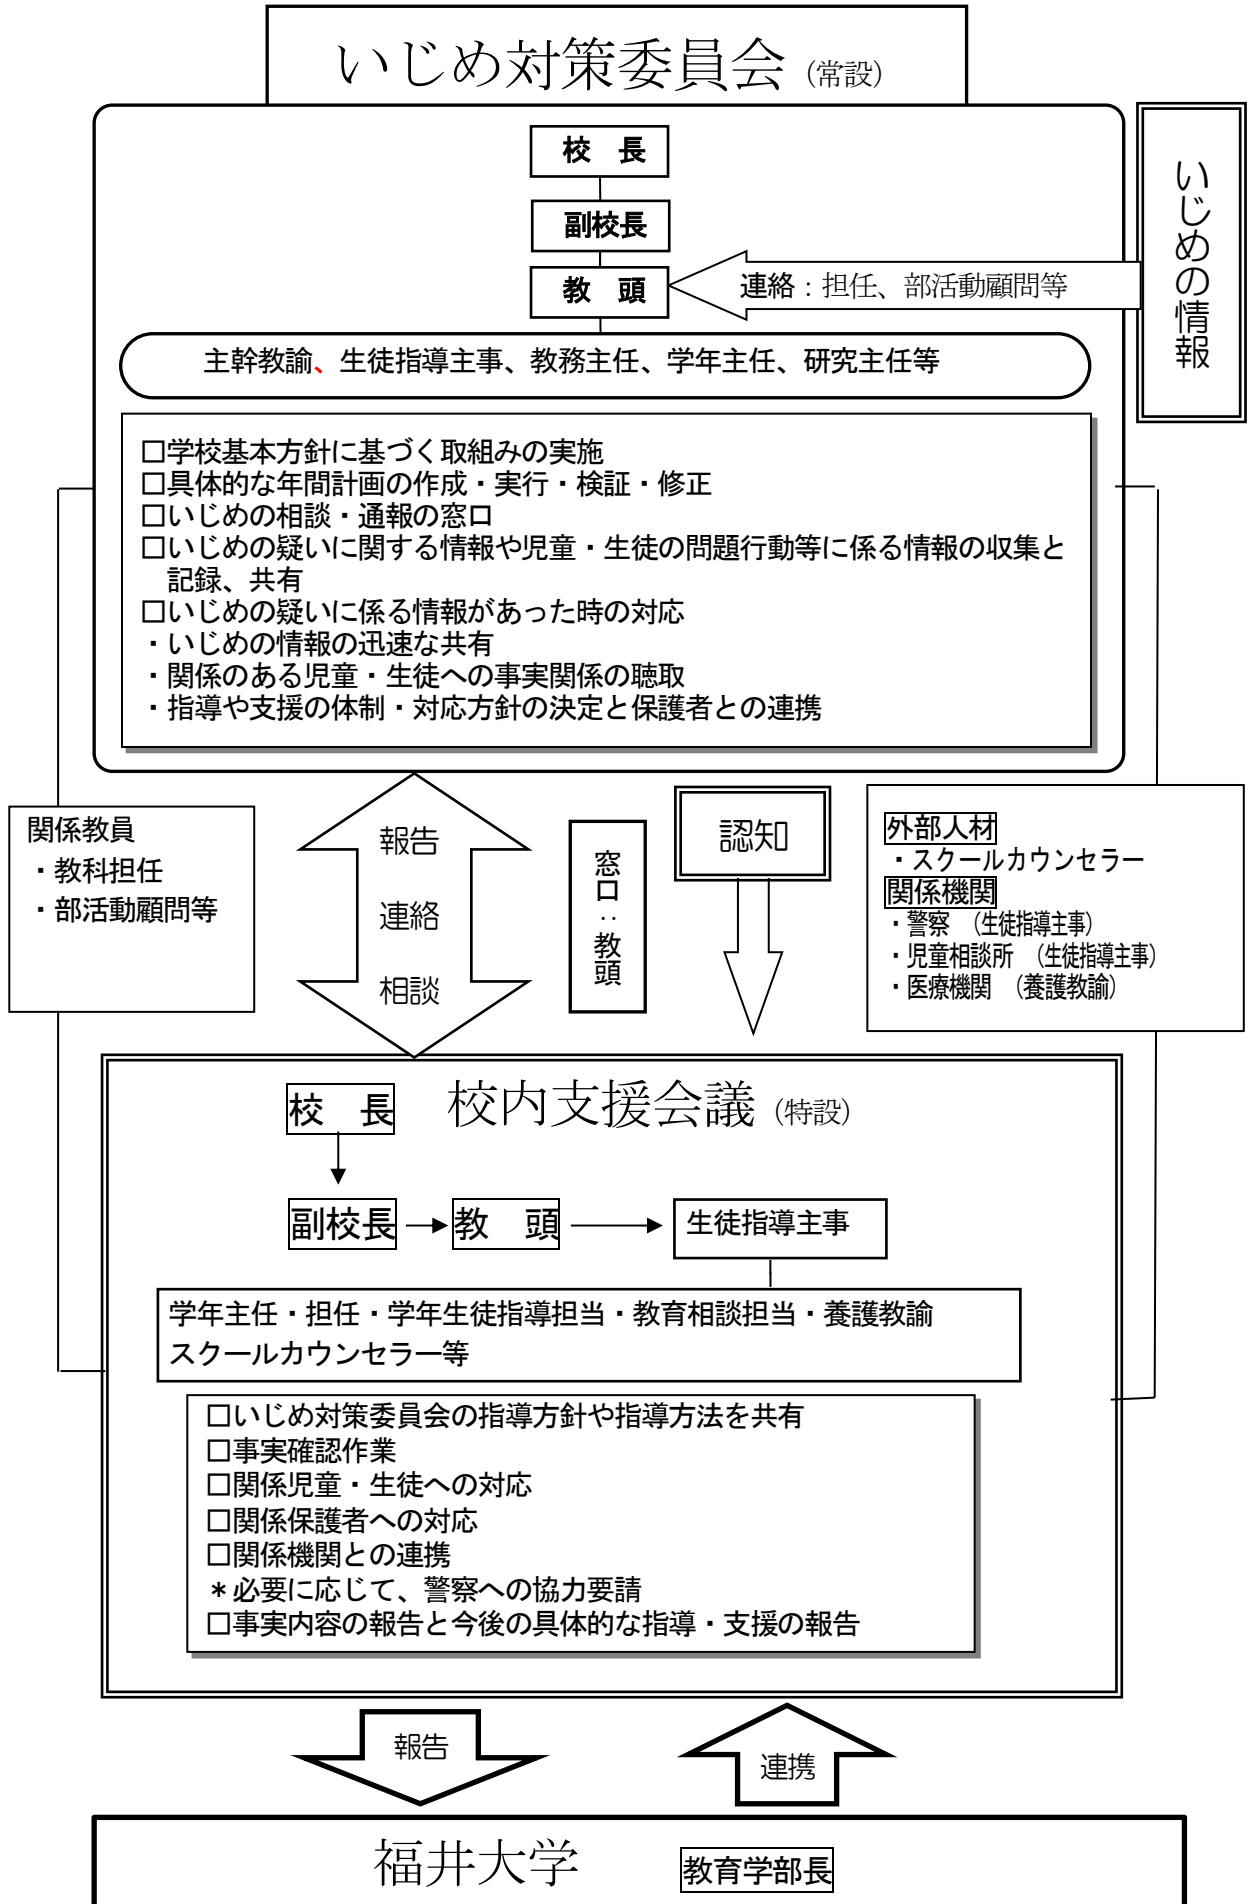 いじめ対策委員会（常設）
校　長
副校長
教　頭
連絡：担任、部活動顧問等
いじめの情報
主幹教諭、生徒指導主事、教務主任、学年主任、研究主任等
□学校基本方針に基づく取組みの実施
□具体的な年間計画の作成・実行・検証・修正
□いじめの相談・通報の窓口
□いじめの疑いに関する情報や児童・生徒の問題行動等に係る情報の収集と
記録、共有
□いじめの疑いに係る情報があった時の対応
・いじめの情報の迅速な共有
・関係のある児童・生徒への事実関係の聴取
・指導や支援の体制・対応方針の決定と保護者との連携
関係教員
・教科担任
・部活動顧問等
報告
連絡
相談
窓口：教頭
認知
外部人材
・スクールカウンセラー
関係機関
・警察　（生徒指導主事）
・児童相談所　（生徒指導主事）
・医療機関　（養護教諭）
校内支援会議（特設）
校　長
副校長
教　頭
生徒指導主事
学年主任・担任・学年生徒指導担当・教育相談担当・養護教諭
スクールカウンセラー等
□いじめ対策委員会の指導方針や指導方法を共有
□事実確認作業
□関係児童・生徒への対応
□関係保護者への対応
□関係機関との連携
＊必要に応じて、警察への協力要請
□事実内容の報告と今後の具体的な指導・支援の報告
報告
連携
福井大学
教育学部長